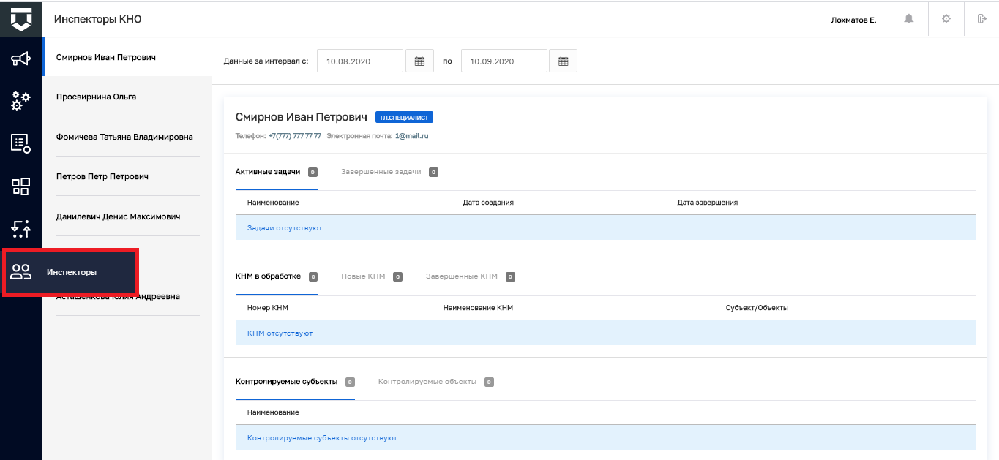 Инспекторы КНО
Лохматов Е.
Смирнов Иван Петрович
Просвирнина Ольга
Фомичева Татьяна Владимировна
Петров Петр Петрович
Данилевич Денис Максимович
Инспекторы
Асташенкова Юлия Андреевна
Данные за интервал с: 10.08.2020 по 10.09.2020
Смирнов Иван Петрович ГЛ.СПЕЦИАЛИСТ
Телефон: +7(777) 777 77 77 Электронная почта: 1@mail.ru
Активные задачи 0 Завершенные задачи 0
Наименование Дата создания Дата завершения
Задачи отсутствуют
КНМ в обработке 0 Новые КНМ 0 Завершенные КНМ 0
Номер КНМ Наименование КНМ Субъект/Объекты
КНМ отсутствуют
Контролируемые субъекты 0 Контролируемые объекты 0
Наименование
Контролируемые субъекты отсутствуют